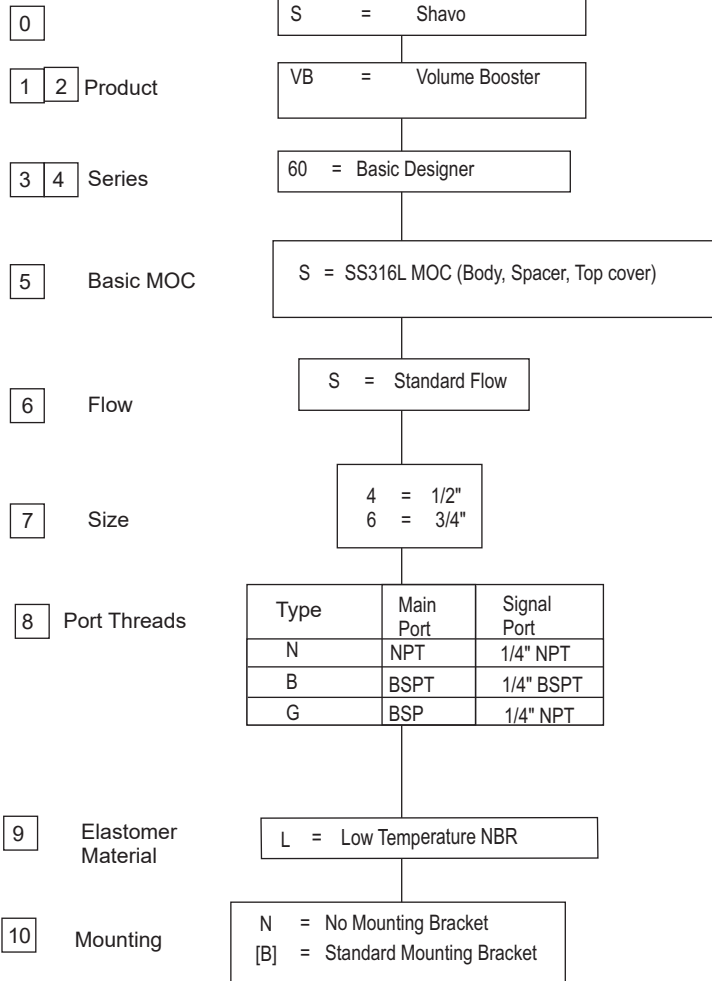 0 S = Shavo
1 2 Product VB = Volume Booster
3 4 Series 60 = Basic Designer
5 Basic MOC S = SS316L MOC (Body, Spacer, Top cover)
6 Flow S = Standard Flow
4 = 1/2"
7 Size 6 = 3/4"
8 Port Threads Type Main Port Signal Port
N NPT 1/4" NPT
B BSPT 1/4" BSPT
G BSP 1/4" NPT
9 Elastomer Material L = Low Temperature NBR
10 Mounting N = No Mounting Bracket
[B] = Standard Mounting Bracket